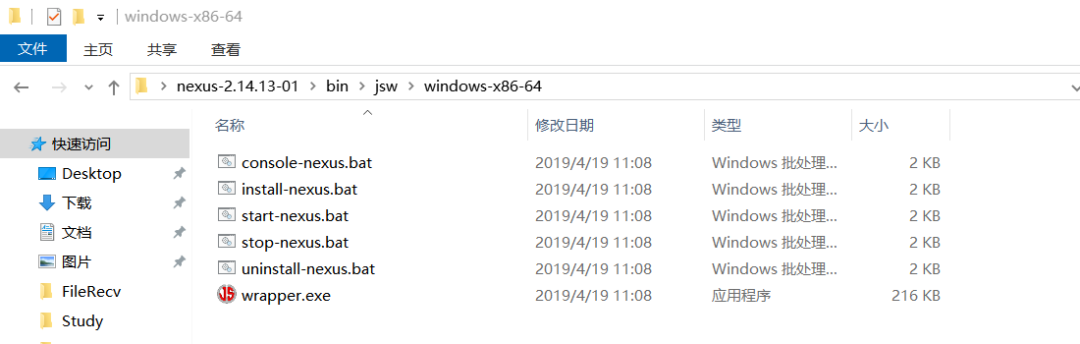 windows-x86-64
文件 主页 共享 查看
nexus-2.14.13-01 bin jsw windows-x86-64
名称 修改日期 类型 大小
快速访问
Desktop
下载
文档
图片
FileRecv
Study
console-nexus.bat 2019/4/19 11:08 Windows 批处理... 2 KB
install-nexus.bat 2019/4/19 11:08 Windows 批处理... 2 KB
start-nexus.bat 2019/4/19 11:08 Windows 批处理... 2 KB
stop-nexus.bat 2019/4/19 11:08 Windows 批处理... 2 KB
uninstall-nexus.bat 2019/4/19 11:08 Windows 批处理... 2 KB
wrapper.exe 2019/4/19 11:08 应用程序 216 KB